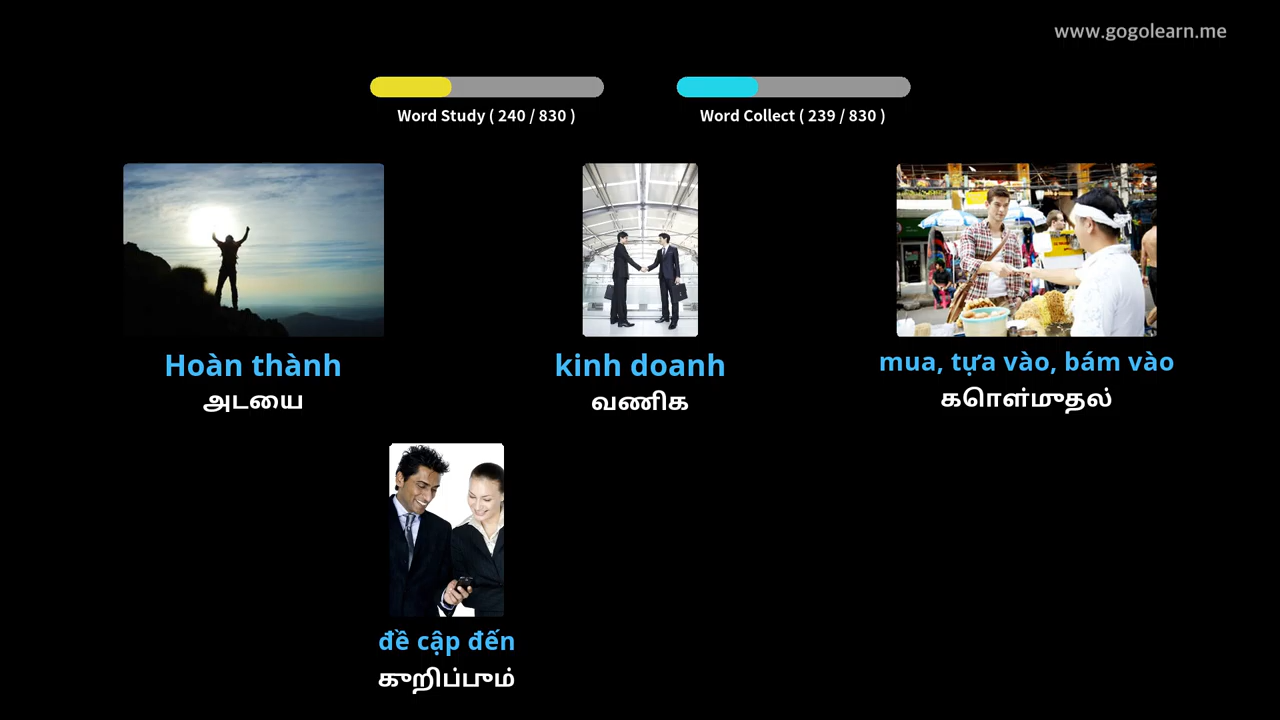 www.gogolearn.me
Word Study ( 240 / 830 )
Word Collect ( 239 / 830 )
Hoàn thành
அடயை
kinh doanh
வணிக
mua, tựa vào, bám vào
கொள்முதல்
đề cập đến
குறிப்பும்